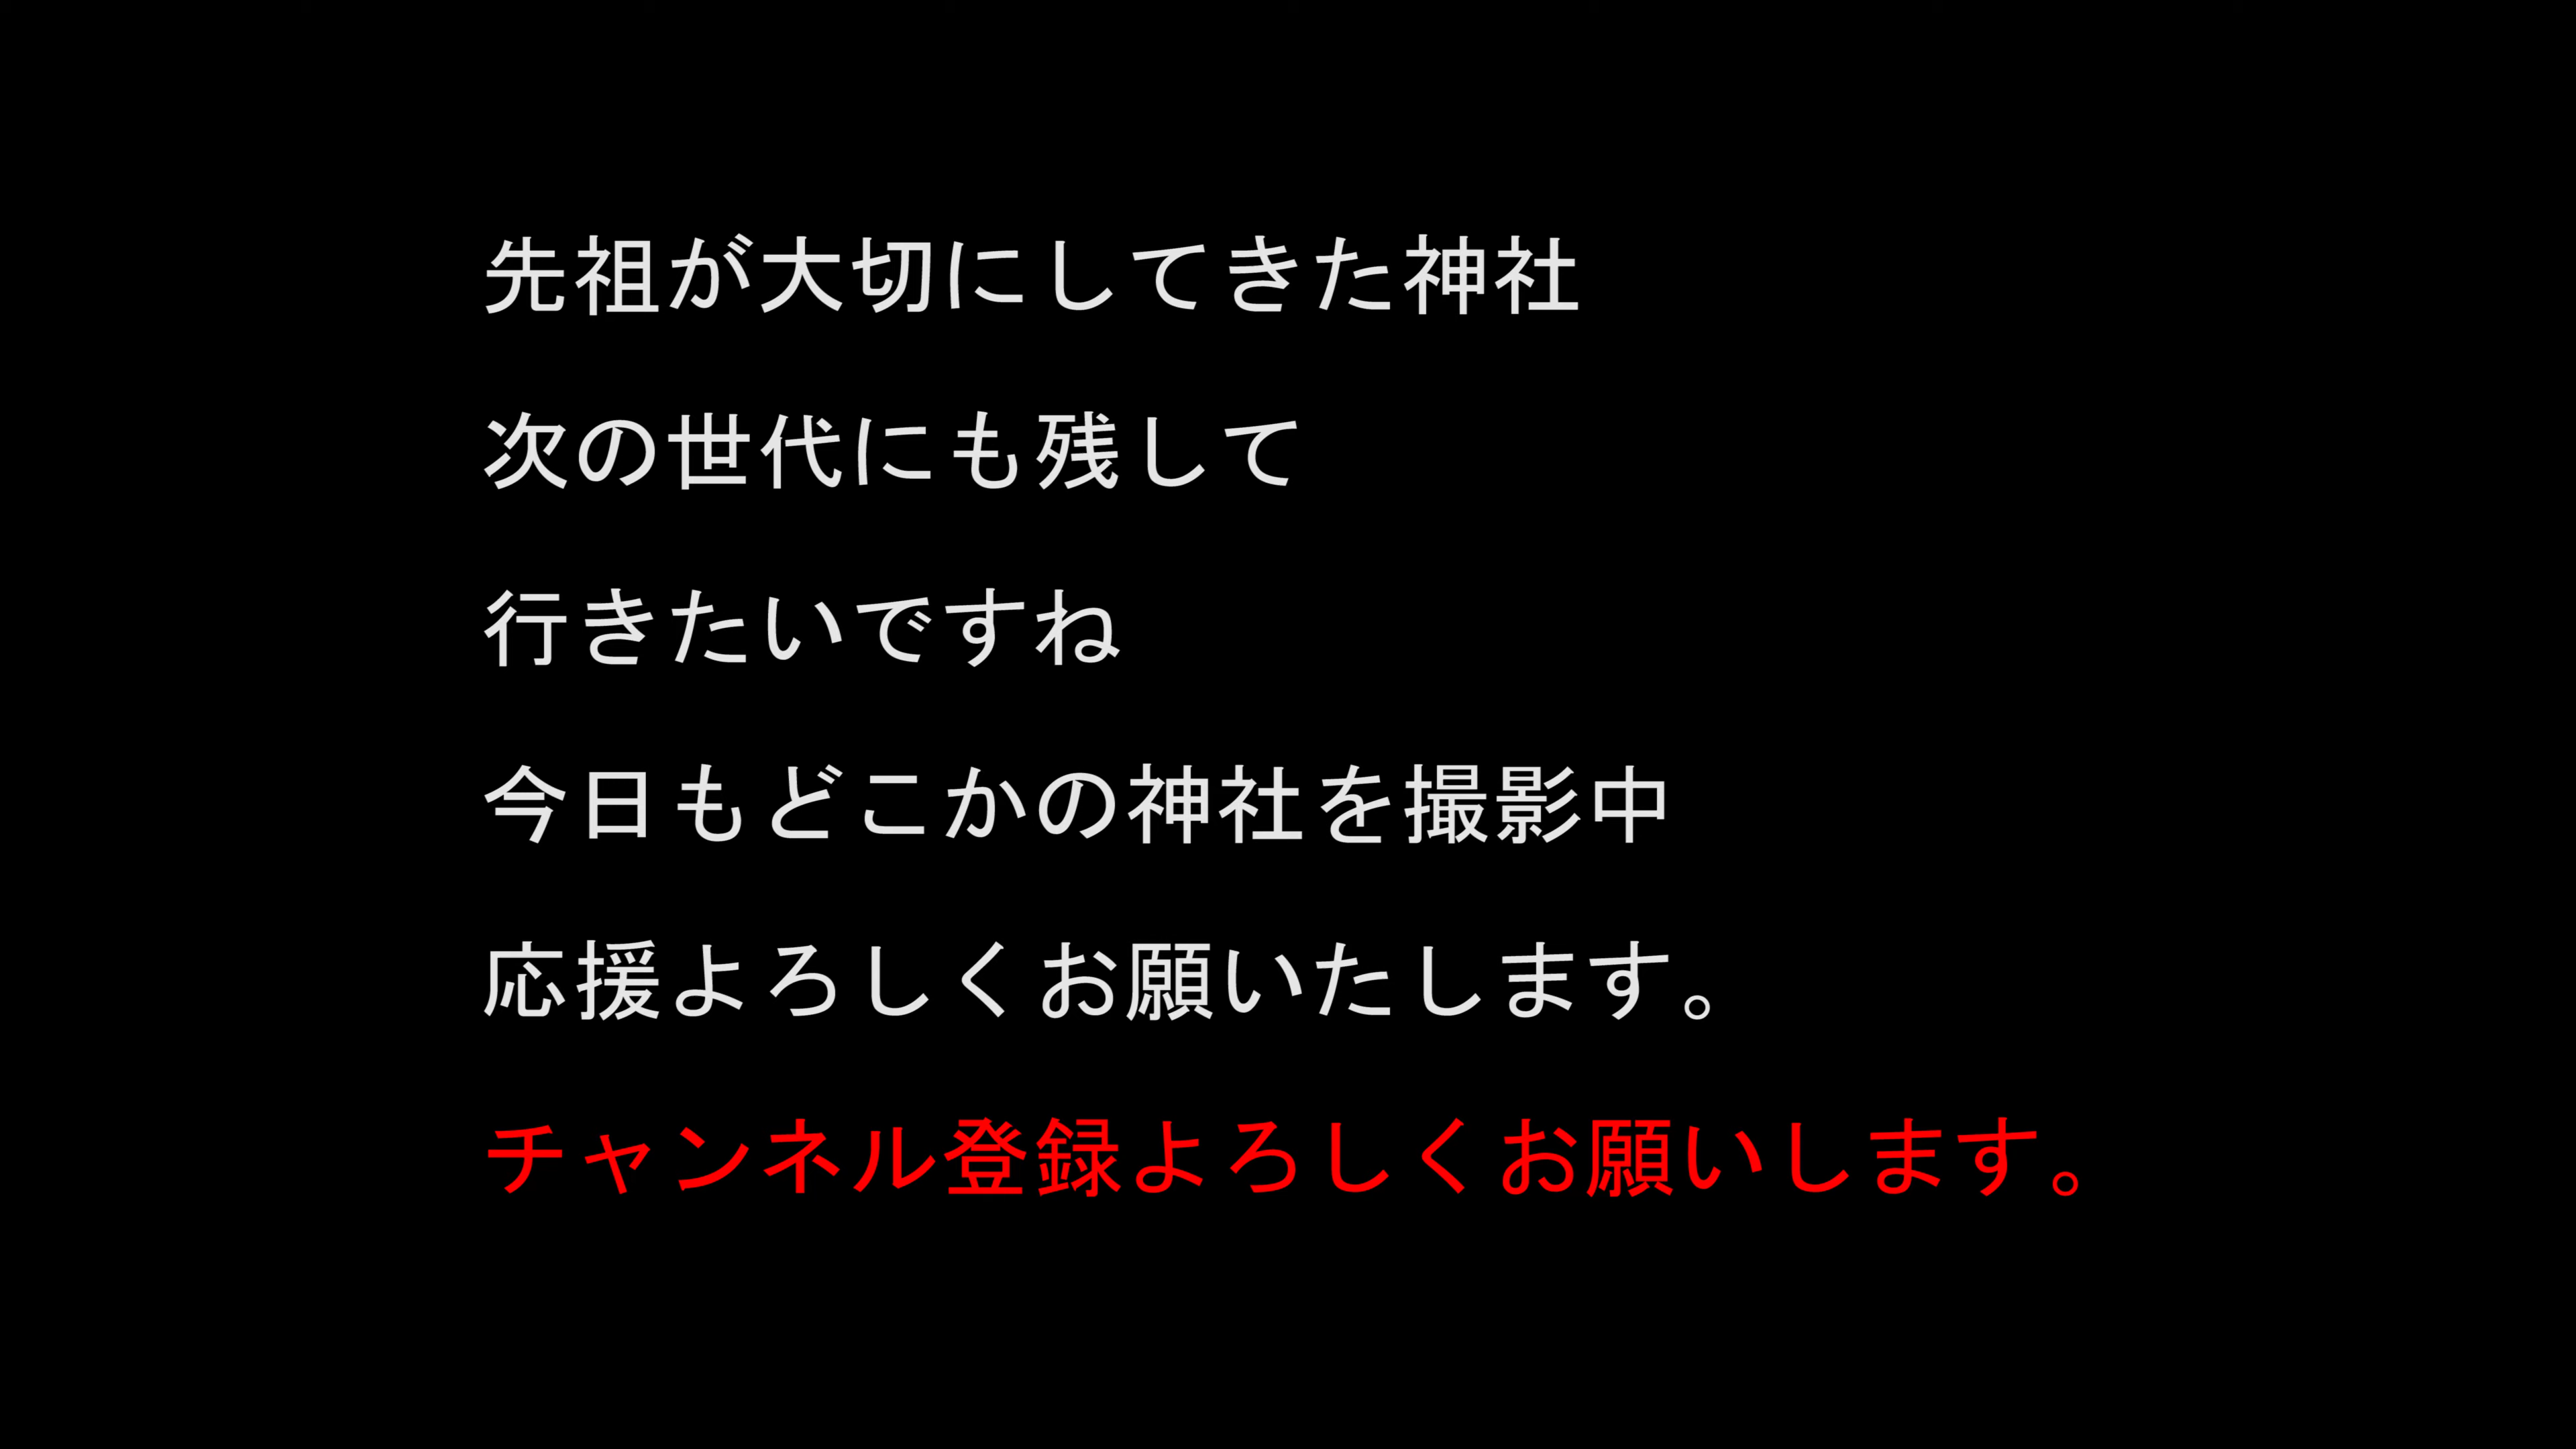 先祖が大切にしてきた神社
次の世代にも残して
行きたいですね
今日もどこかの神社を撮影中
応援よろしくお願いたします。
チャンネル登録よろしくお願いします。